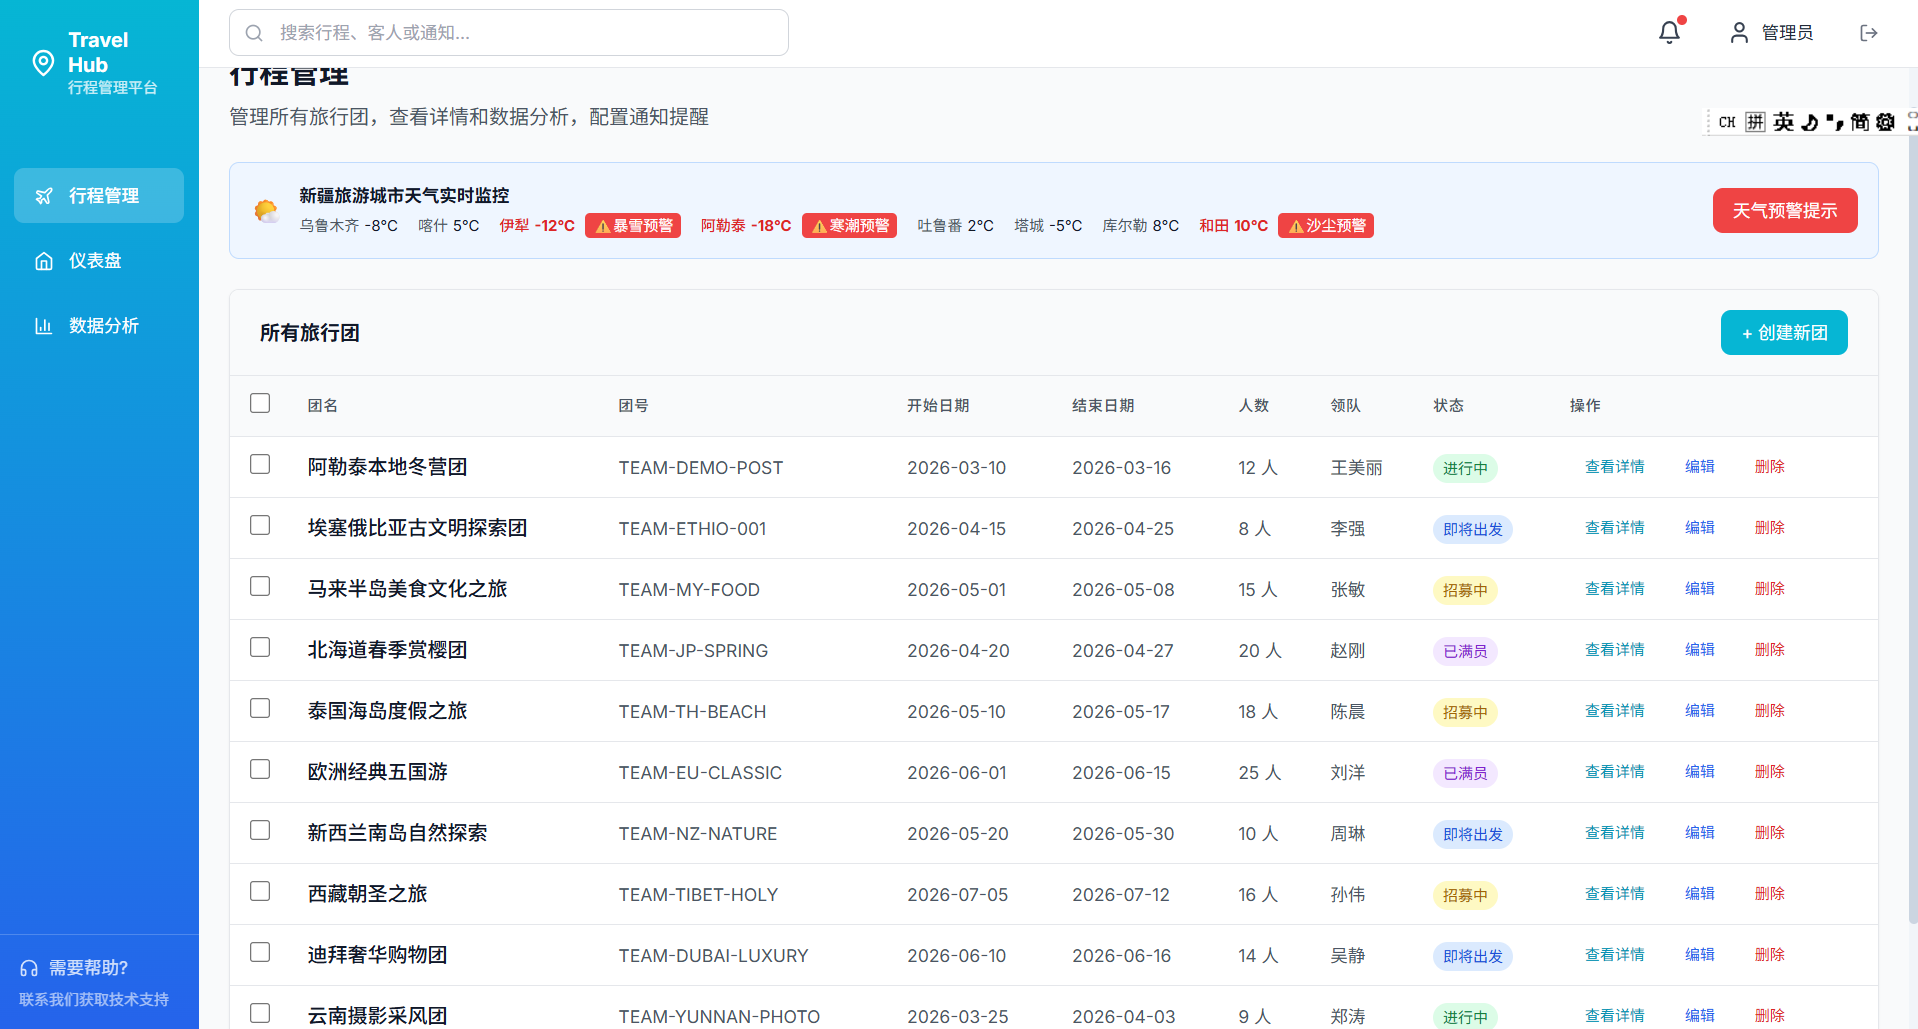 Travel
Hub
行程管理平台
行程管理
仪表盘
数据分析
需要帮助?
联系我们获取技术支持
搜索行程、客人或通知...
管理员
行程管理
管理所有旅行团，查看详情和数据分析，配置通知提醒
CH 拼 英 简
新疆旅游城市天气实时监控
乌鲁木齐 -8°C 喀什 5°C 伊犁 -12°C 暴雪预警 阿勒泰 -18°C 寒潮预警 吐鲁番 2°C 塔城 -5°C 库尔勒 8°C 和田 10°C 沙尘预警
天气预警提示
所有旅行团
+ 创建新团
团名 团号 开始日期 结束日期 人数 领队 状态 操作
阿勒泰本地冬营团 TEAM-DEMO-POST 2026-03-10 2026-03-16 12 人 王美丽 进行中 查看详情 编辑 删除
埃塞俄比亚古文明探索团 TEAM-ETHIO-001 2026-04-15 2026-04-25 8 人 李强 即将出发 查看详情 编辑 删除
马来半岛美食文化之旅 TEAM-MY-FOOD 2026-05-01 2026-05-08 15 人 张敏 招募中 查看详情 编辑 删除
北海道春季赏樱团 TEAM-JP-SPRING 2026-04-20 2026-04-27 20 人 赵刚 已满员 查看详情 编辑 删除
泰国海岛度假之旅 TEAM-TH-BEACH 2026-05-10 2026-05-17 18 人 陈晨 招募中 查看详情 编辑 删除
欧洲经典五国游 TEAM-EU-CLASSIC 2026-06-01 2026-06-15 25 人 刘洋 已满员 查看详情 编辑 删除
新西兰南岛自然探索 TEAM-NZ-NATURE 2026-05-20 2026-05-30 10 人 周琳 即将出发 查看详情 编辑 删除
西藏朝圣之旅 TEAM-TIBET-HOLY 2026-07-05 2026-07-12 16 人 孙伟 招募中 查看详情 编辑 删除
迪拜奢华购物团 TEAM-DUBAI-LUXURY 2026-06-10 2026-06-16 14 人 吴静 即将出发 查看详情 编辑 删除
云南摄影采风团 TEAM-YUNNAN-PHOTO 2026-03-25 2026-04-03 9 人 郑涛 进行中 查看详情 编辑 删除